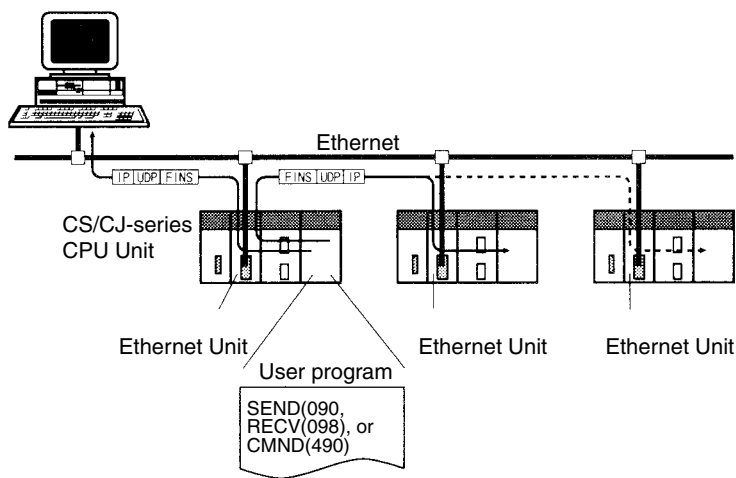 Ethernet
IP UDP FINS
FINS UDP IP
CS/CJ-series
CPU Unit
Ethernet Unit
Ethernet Unit
Ethernet Unit
User program
SEND(090,
RECV(098), or
CMND(490)